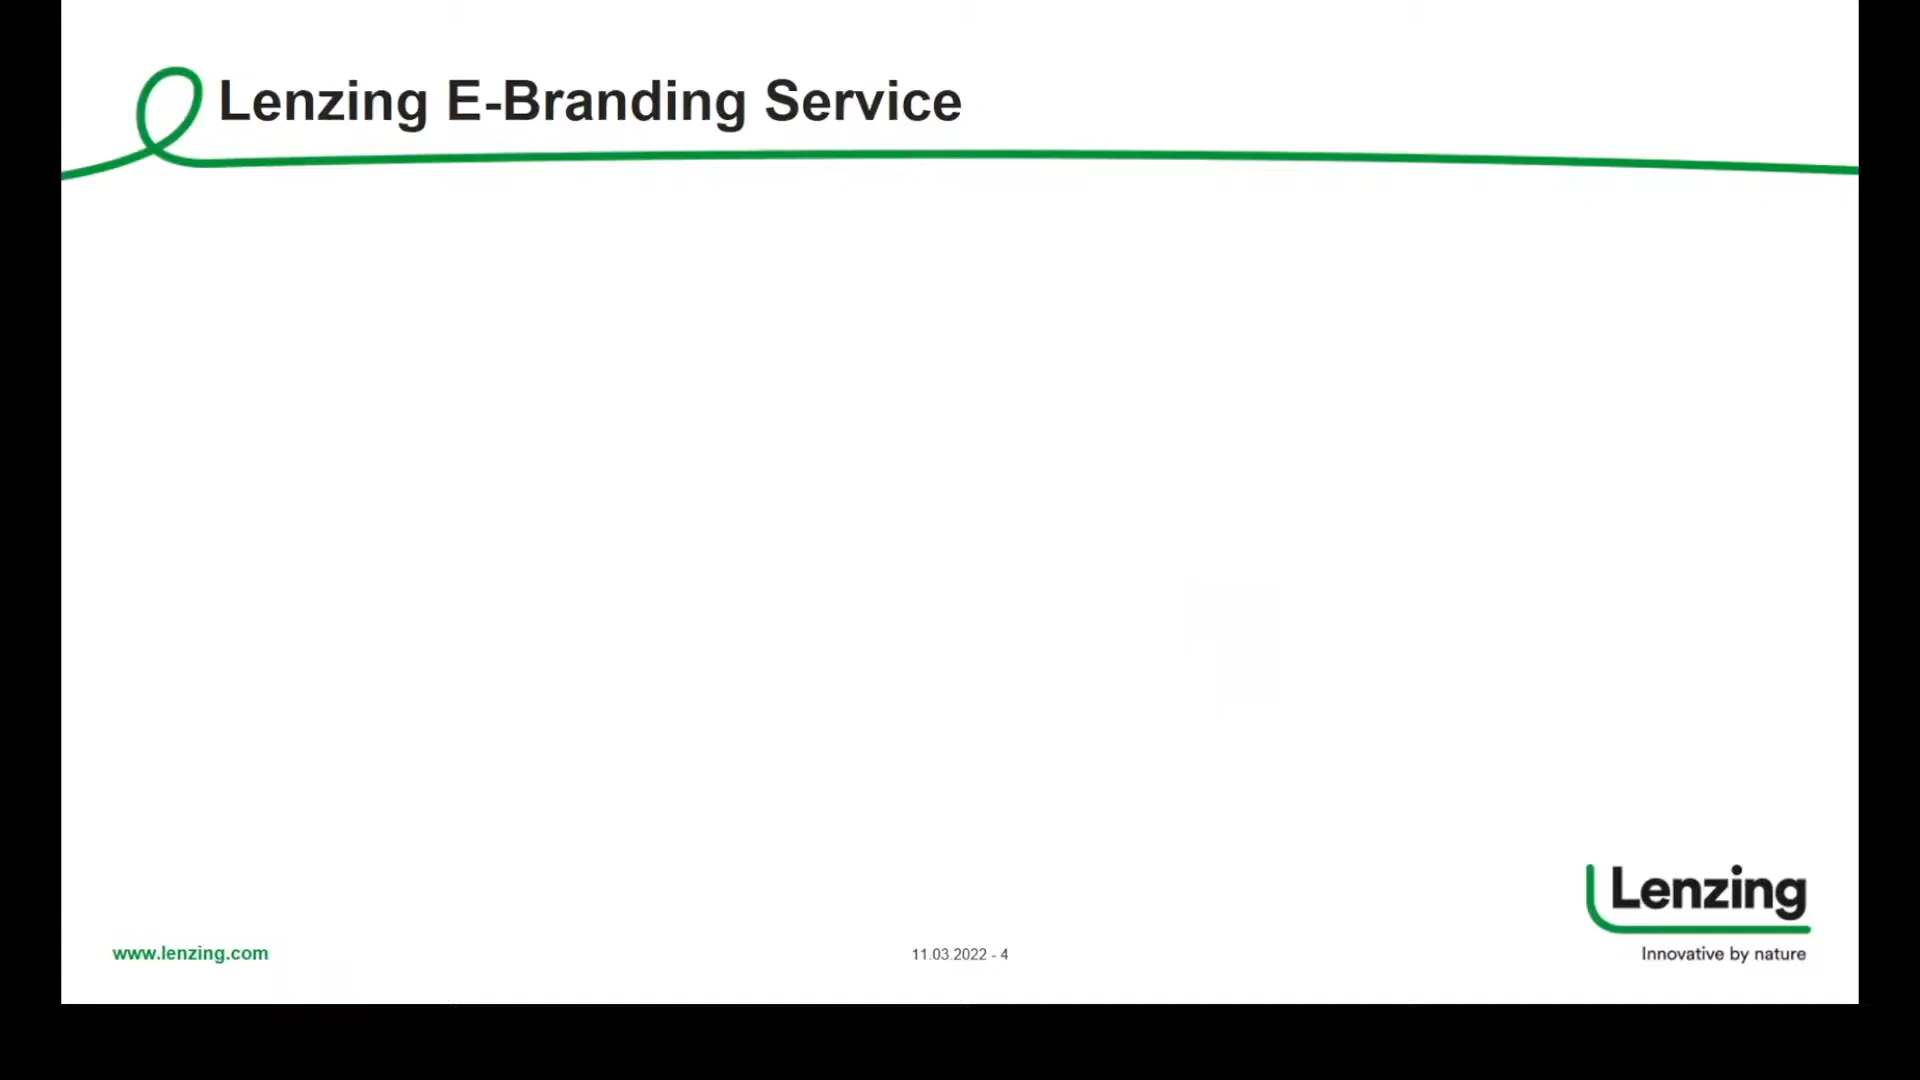 Lenzing E-Branding Service
Lenzing
Innovative by nature
www.lenzing.com
11.03.2022 - 4